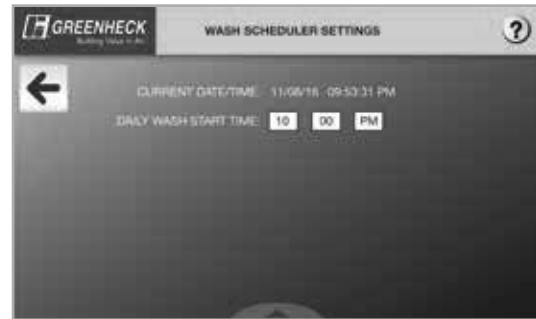 GREENHECK
Building Value in Air.
WASH SCHEDULER SETTINGS
?
CURRENT DATE/TIME: 11/08/16 09:53:31 PM
DAILY WASH START TIME: 10 00 PM